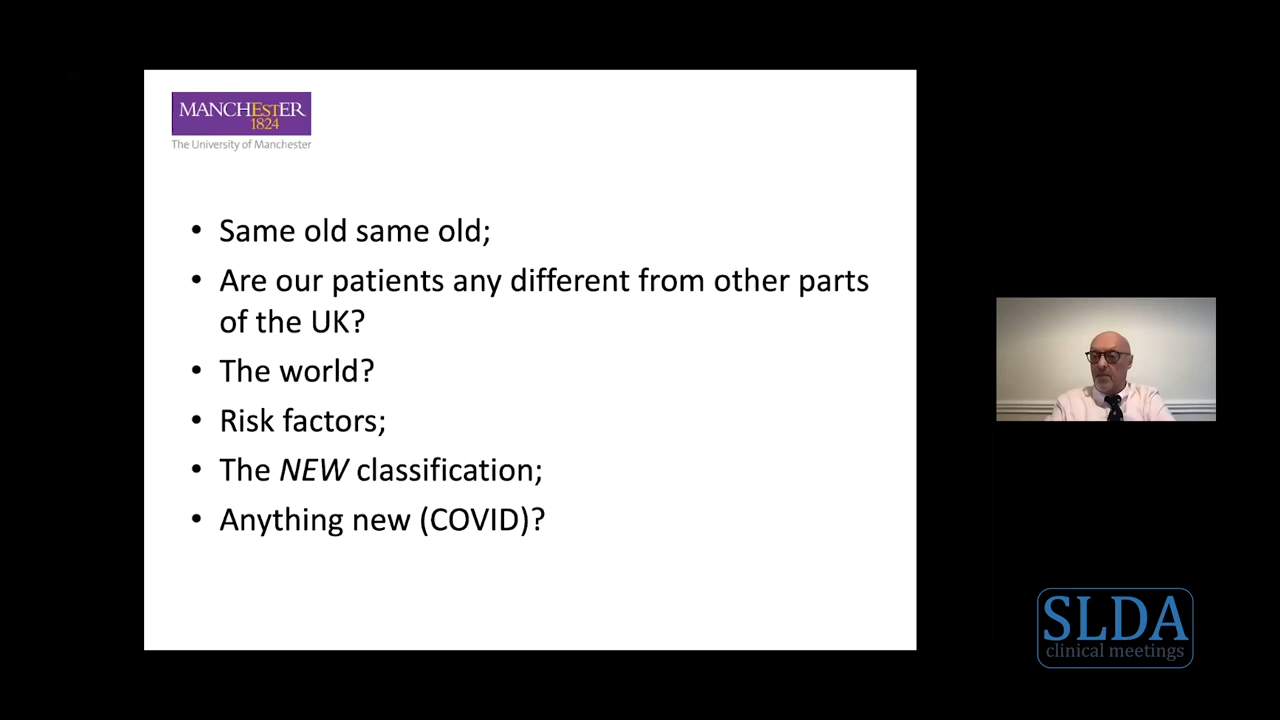 MANCHESTER
1824
The University of Manchester
• Same old same old;
• Are our patients any different from other parts
of the UK?
• The world?
• Risk factors;
• The NEW classification;
• Anything new (COVID)?
SLDA
clinical meetings